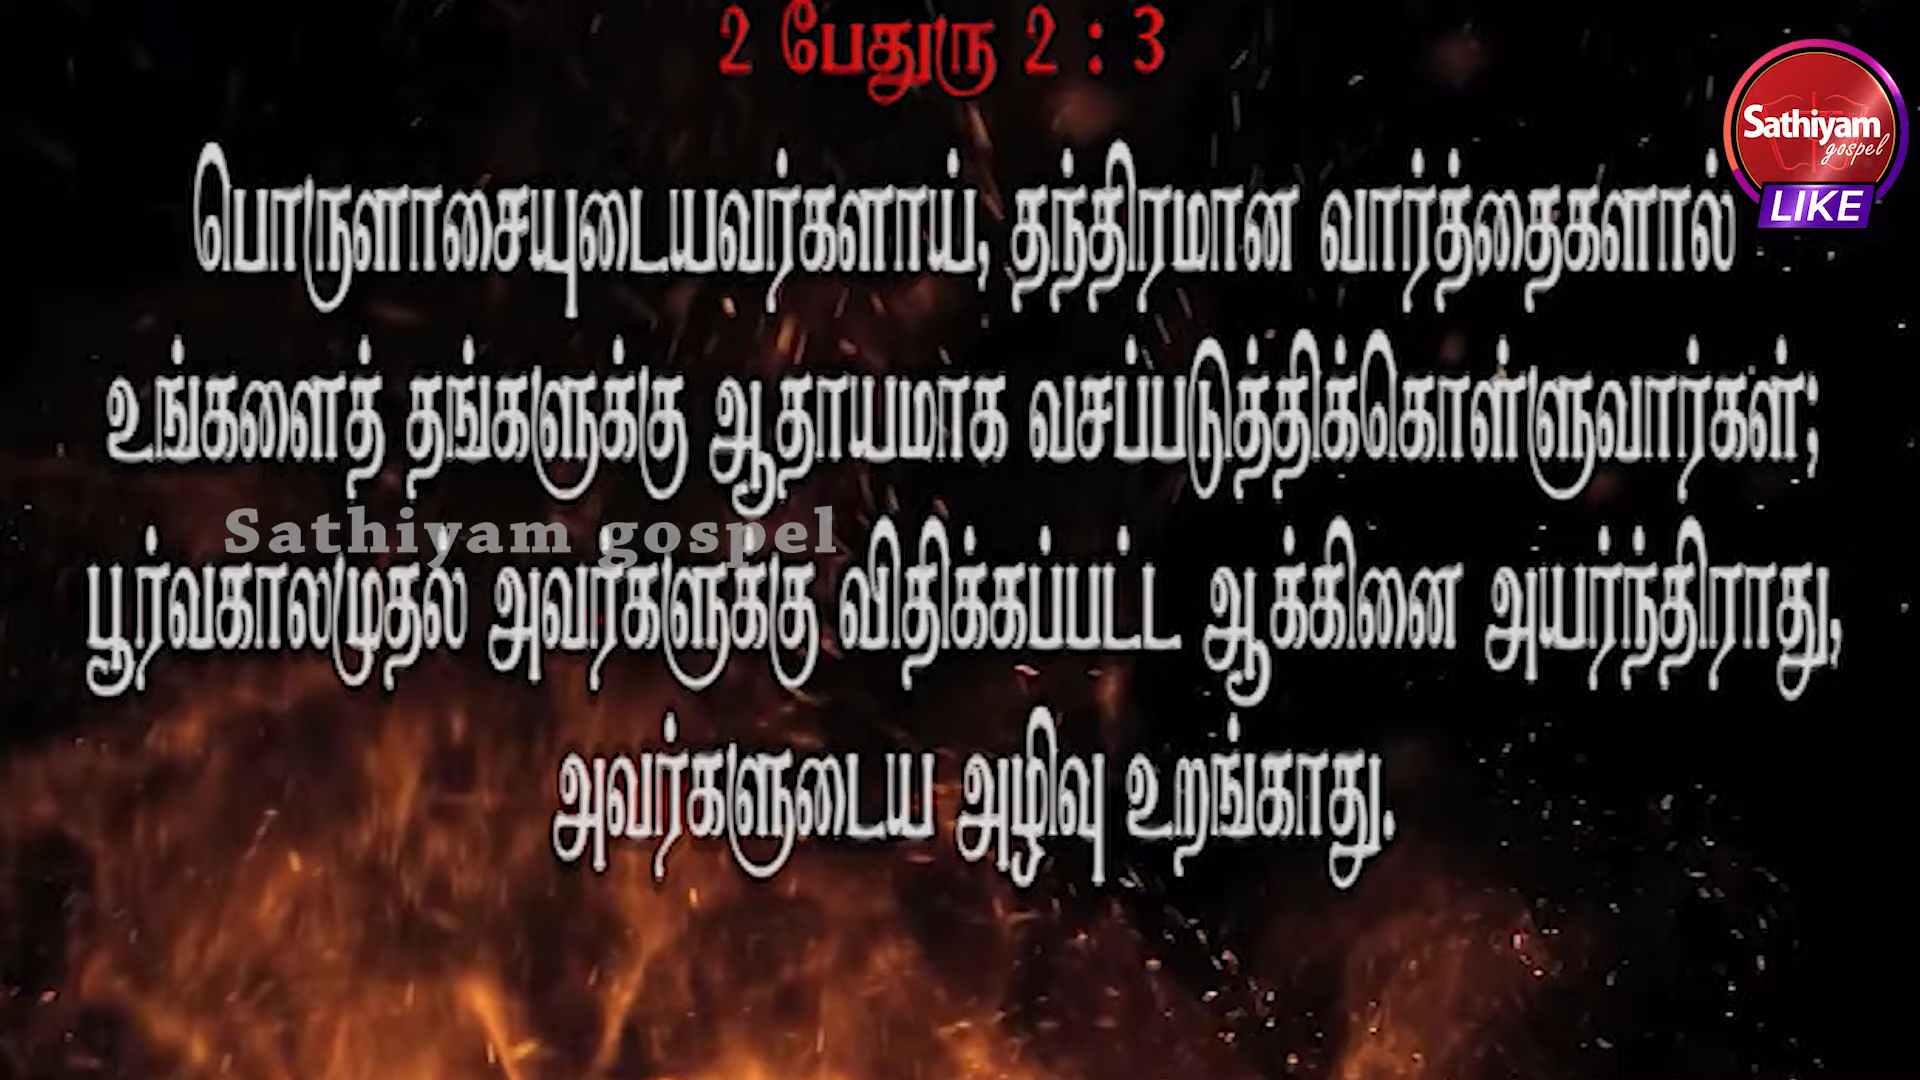 2 பேதுரு 2 : 3
Sathiyam
gospel
LIKE
பொருளாசையுடையவர்களாய், தந்திரமான வார்த்தைகளால்
உங்களைத் தங்களுக்கு ஆதாயமாக வசப்படுத்திக்கொள்ளுவார்கள்;
Sathiyam gospel
பூர்வகாலமுதல் அவர்களுக்கு விதிக்கப்பட்ட ஆக்கினை அயர்ந்திராது,
அவர்களுடைய அழிவு உறங்காது.